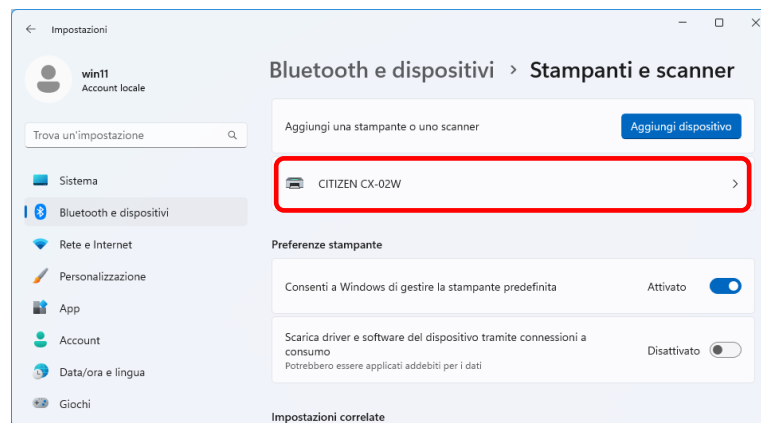 Impostazioni
win11
Account locale
Trova un'impostazione
Sistema
Bluetooth e dispositivi
Rete e Internet
Personalizzazione
App
Account
Data/ora e lingua
Giochi
Bluetooth e dispositivi > Stampanti e scanner
Aggiungi una stampante o uno scanner
Aggiungi dispositivo
CITIZEN CX-02W
Preferenze stampante
Consenti a Windows di gestire la stampante predefinita
Attivato
Scarica driver e software del dispositivo tramite connessioni a
consumo
Potrebbero essere applicati addebiti per i dati
Disattivato
Impostazioni correlate